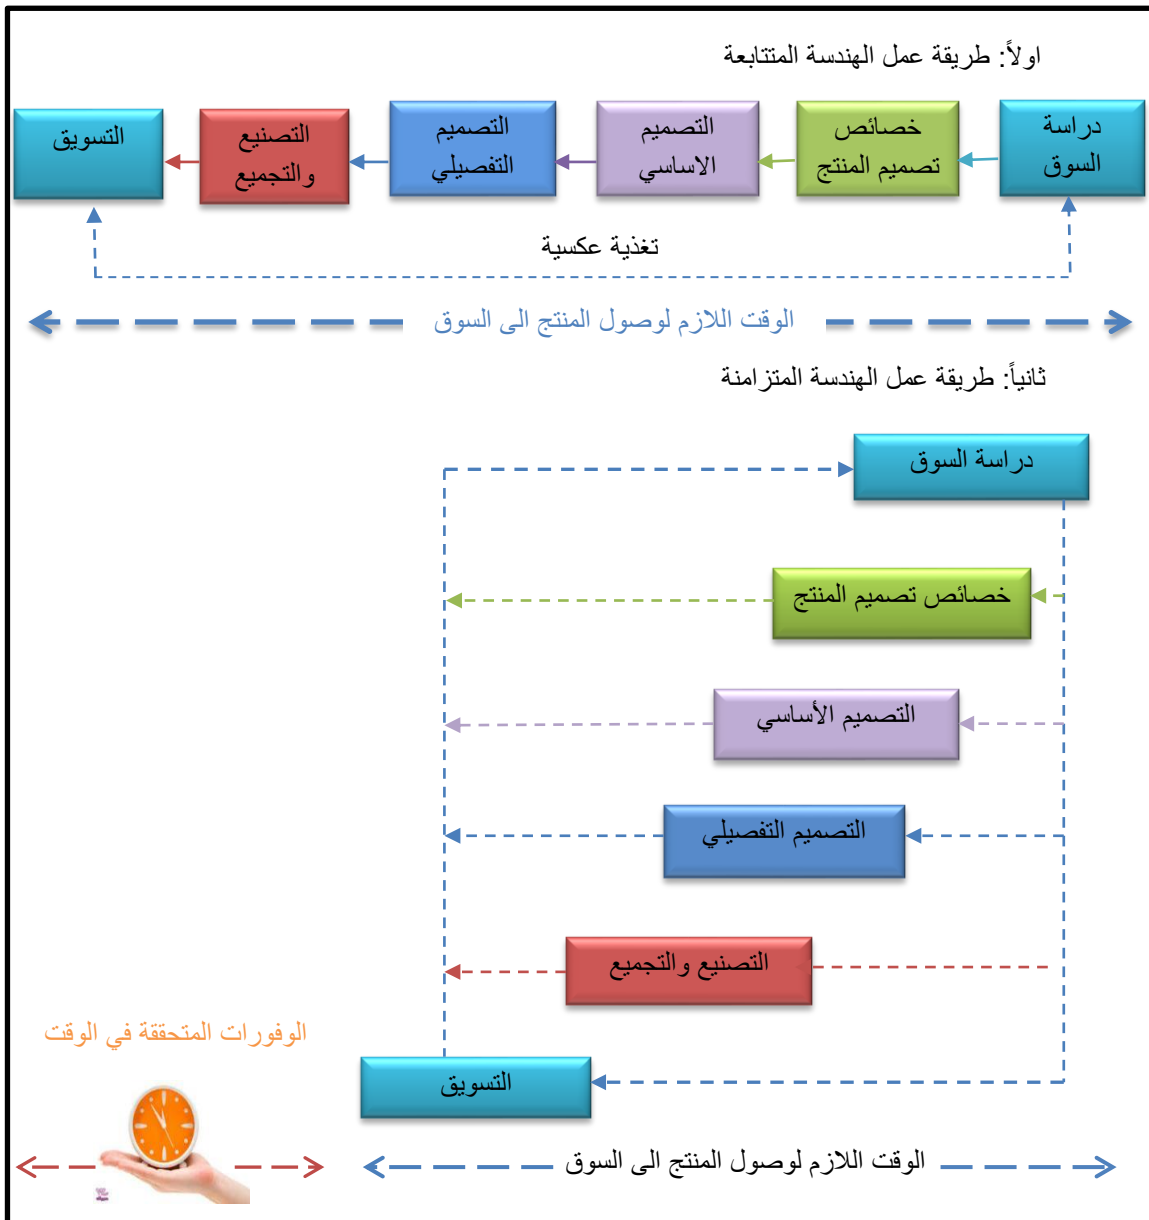 اولاً: طريقة عمل الهندسة المتتابعة
دراسة
السوق
خصائص
تصميم المنتج
التصميم
الاساسي
التصميم
التفصيلي
التصنيع
والتجميع
التسويق
تغذية عكسية
الوقت اللازم لوصول المنتج الى السوق
ثانياً: طريقة عمل الهندسة المتزامنة
دراسة السوق
خصائص تصميم المنتج
التصميم الأساسي
التصميم التفصيلي
التصنيع والتجميع
التسويق
الوفورات المتحققة في الوقت
الوقت اللازم لوصول المنتج الى السوق